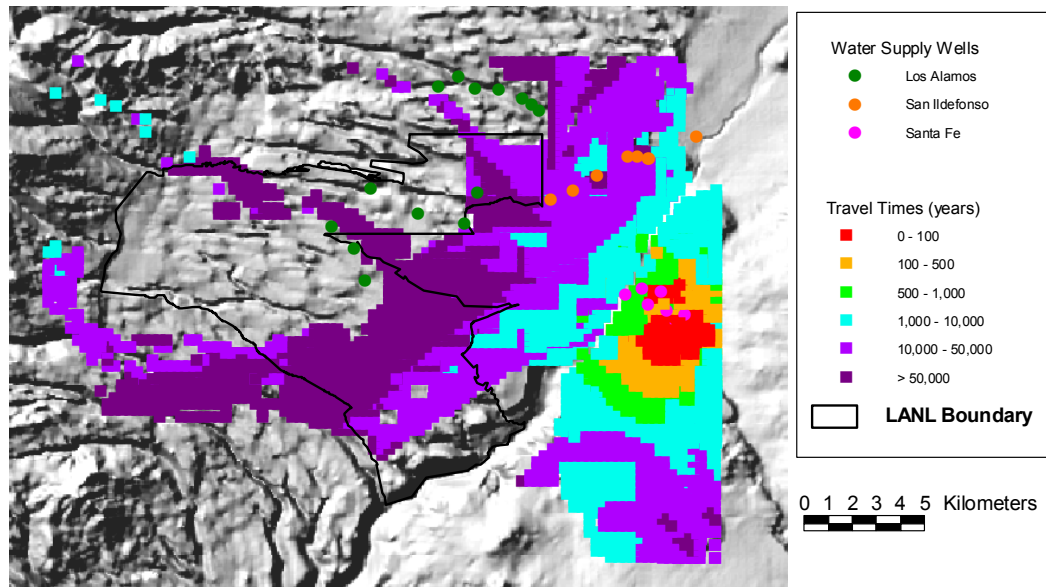 Water Supply Wells
Los Alamos
San Ildefonso
Santa Fe
Travel Times (years)
0 - 100
100 - 500
500 - 1,000
1,000 - 10,000
10,000 - 50,000
> 50,000
LANL Boundary
0 1 2 3 4 5 Kilometers